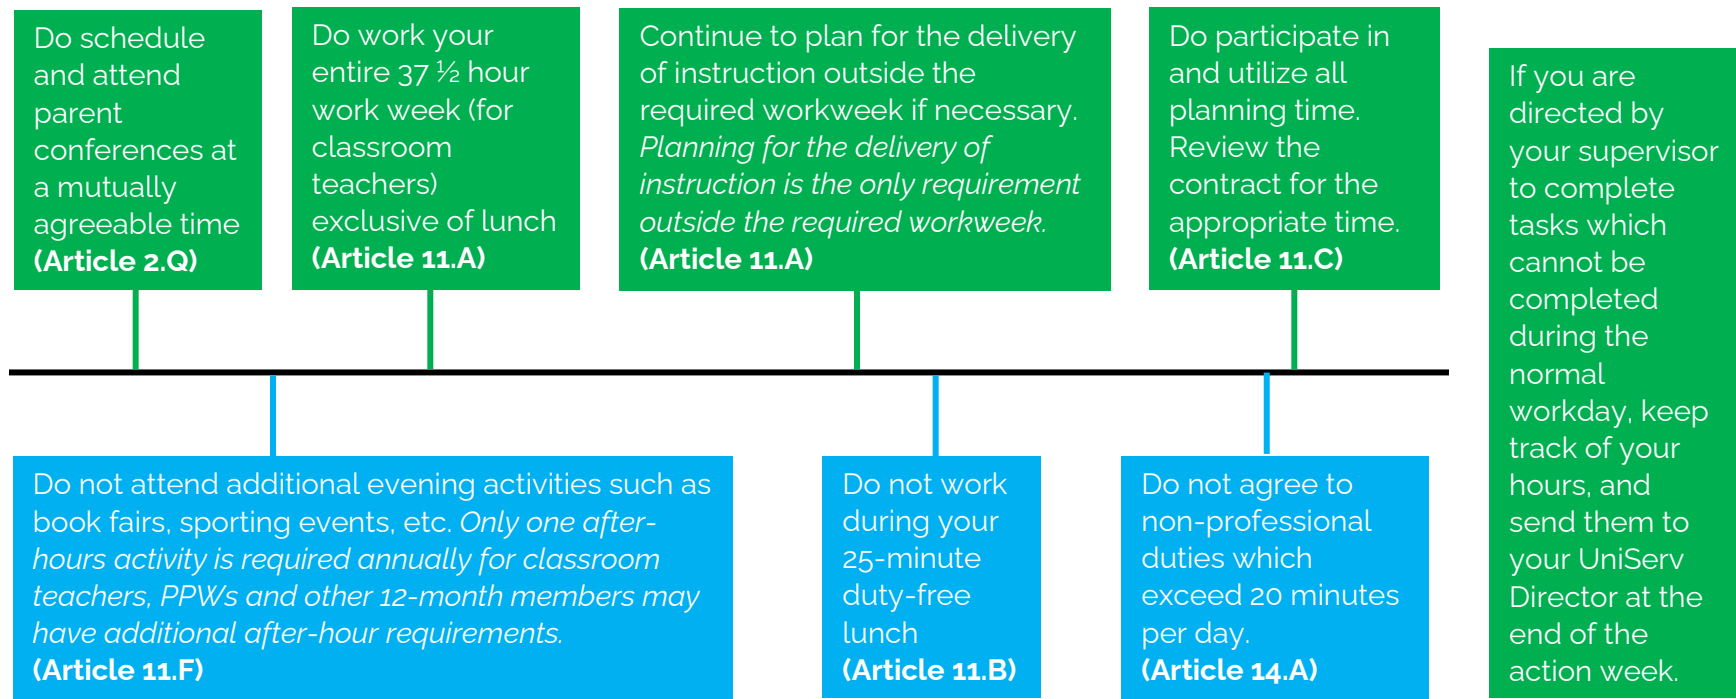 Do schedule
and attend
parent
conferences at
a mutually
agreeable time
(Article 2.Q)
Do work your
entire 37 ½ hour
work week (for
classroom
teachers)
exclusive of lunch
(Article 11.A)
Continue to plan for the delivery
of instruction outside the
required workweek if necessary.
Planning for the delivery of
instruction is the only requirement
outside the required workweek.
(Article 11.A)
Do participate in
and utilize all
planning time.
Review the
contract for the
appropriate time.
(Article 11.C)
If you are
directed by
your supervisor
to complete
tasks which
cannot be
completed
during the
normal
workday, keep
track of your
hours, and
send them to
your UniServ
Director at the
end of the
action week.
Do not attend additional evening activities such as
book fairs, sporting events, etc. Only one after-
hours activity is required annually for classroom
teachers, PPWs and other 12-month members may
have additional after-hour requirements.
(Article 11.F)
Do not work
during your
25-minute
duty-free
lunch
(Article 11.B)
Do not agree to
non-professional
duties which
exceed 20 minutes
per day.
(Article 14.A)